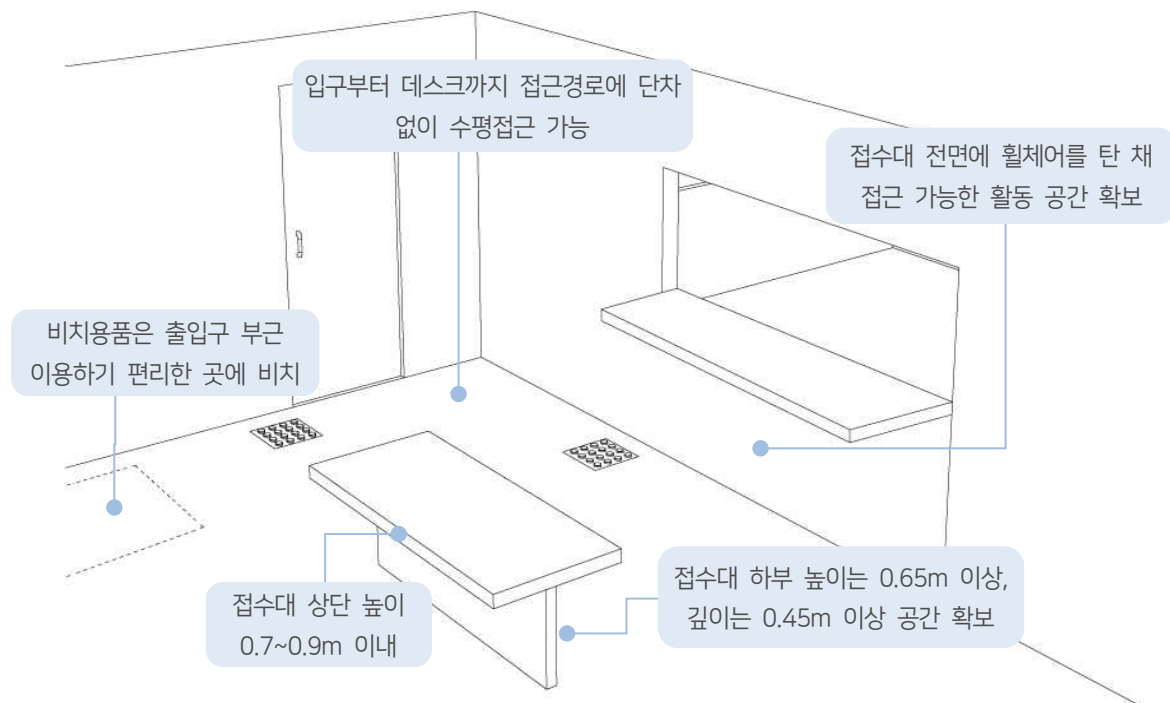 입구부터 데스크까지 접근경로에 단차
없이 수평접근 가능
접수대 전면에 휠체어를 탄 채
접근 가능한 활동 공간 확보
비치용품은 출입구 부근
이용하기 편리한 곳에 비치
접수대 상단 높이
0.7~0.9m 이내
접수대 하부 높이는 0.65m 이상,
깊이는 0.45m 이상 공간 확보